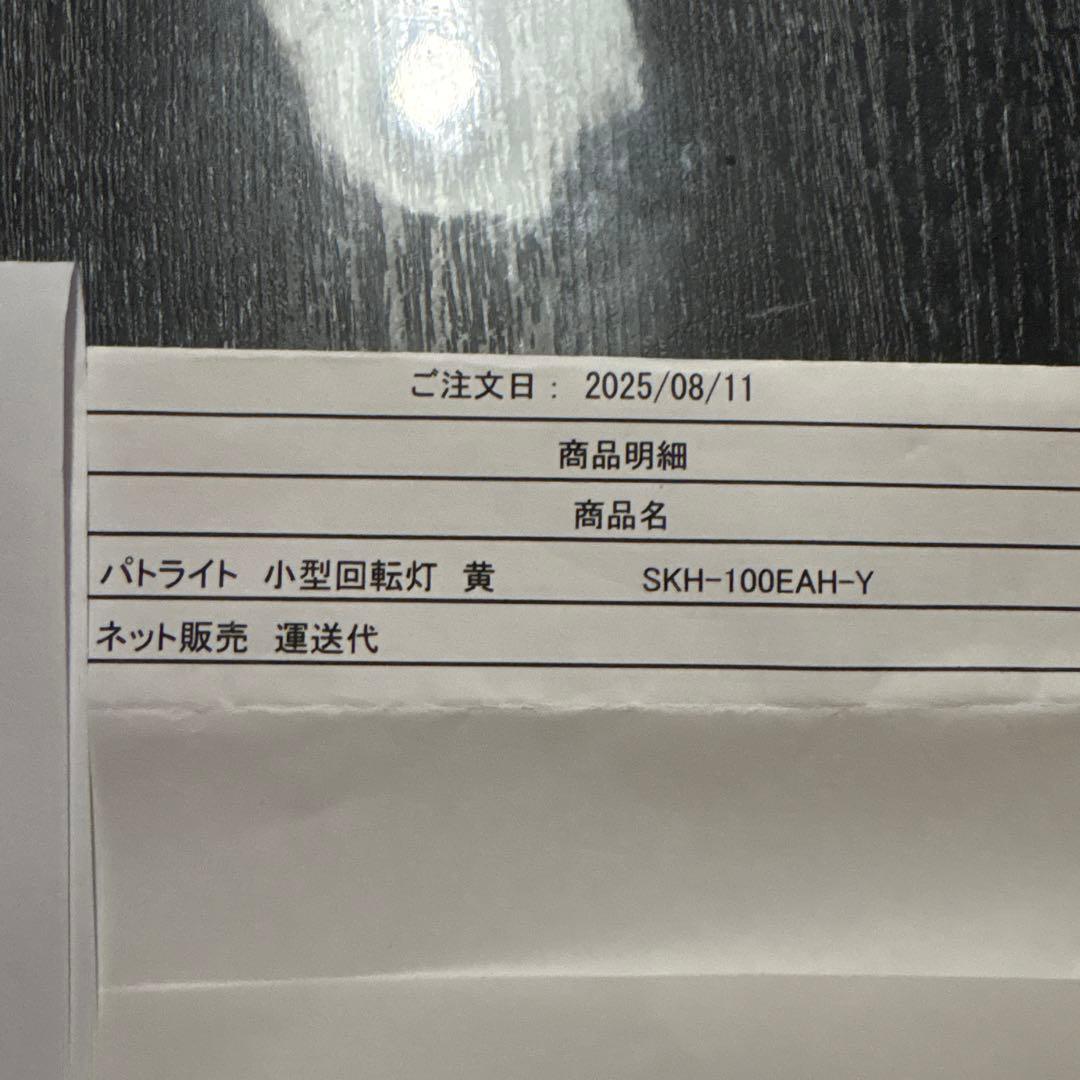 ご注文日： 2025/08/11
商品明細
商品名
パトライト 小型回転灯 黄 SKH-100EAH-Y
ネット販売 運送代